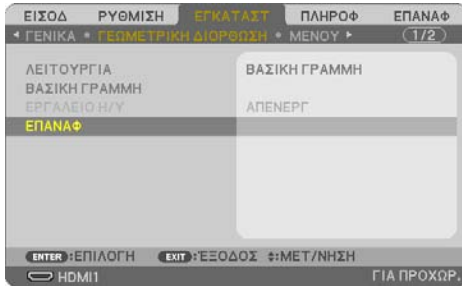 ΕΙΣΟΔ ΡΥΘΜΙΣΗ ΕΓΚΑΤΑΣΤ ΠΛΗΡΟΦ ΕΠΑΝΑΦ
◂ ΓΕΝΙΚΑ • ΓΕΩΜΕΤΡΙΚΗ ΔΙΟΡΘΩΣΗ • ΜΕΝΟΥ ▸ (1/2)
ΛΕΙΤΟΥΡΓΙΑ ΒΑΣΙΚΗ ΓΡΑΜΜΗ
ΒΑΣΙΚΗ ΓΡΑΜΜΗ
ΕΡΓΑΛΕΙΟ Η/Υ ΑΠΕΝΕΡΓ
ΕΠΑΝΑΦ
ENTER :ΕΠΙΛΟΓΗ EXIT :ΈΞΟΔΟΣ ⬍:ΜΕΤ/ΝΗΣΗ
HDMI1 ΓΙΑ ΠΡΟΧΩΡ.